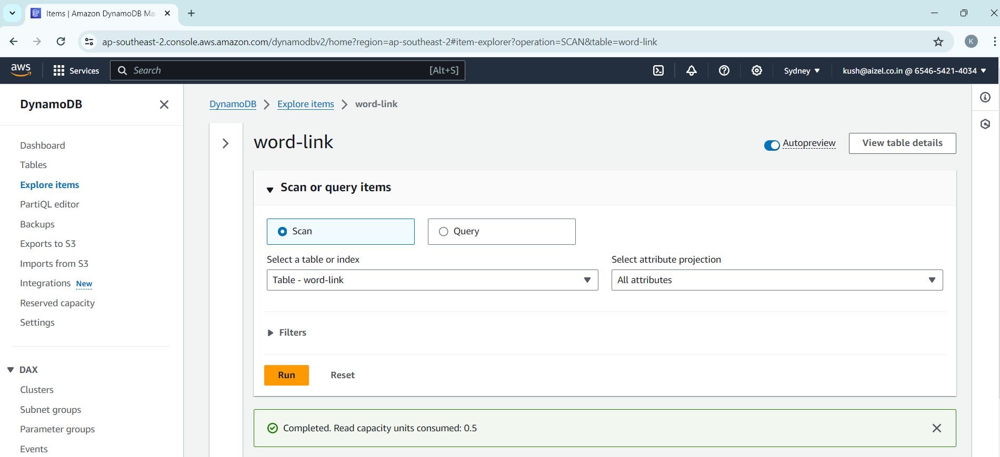 Items | Amazon DynamoDB Ma
ap-southeast-2.console.aws.amazon.com/dynamodbv2/home?region=ap-southeast-2#item-explorer?operation=SCAN&table=word-link
K
aws
Services
Search
[Alt+S]
Sydney
kush@aizel.co.in @ 6546-5421-4034
DynamoDB
Dashboard
Tables
Explore items
PartiQL editor
Backups
Exports to S3
Imports from S3
Integrations New
Reserved capacity
Settings
DAX
Clusters
Subnet groups
Parameter groups
Events
DynamoDB
Explore items
word-link
word-link
Autopreview
View table details
Scan or query items
Scan
Query
Select a table or index
Table - word-link
Select attribute projection
All attributes
Filters
Run
Reset
Completed. Read capacity units consumed: 0.5